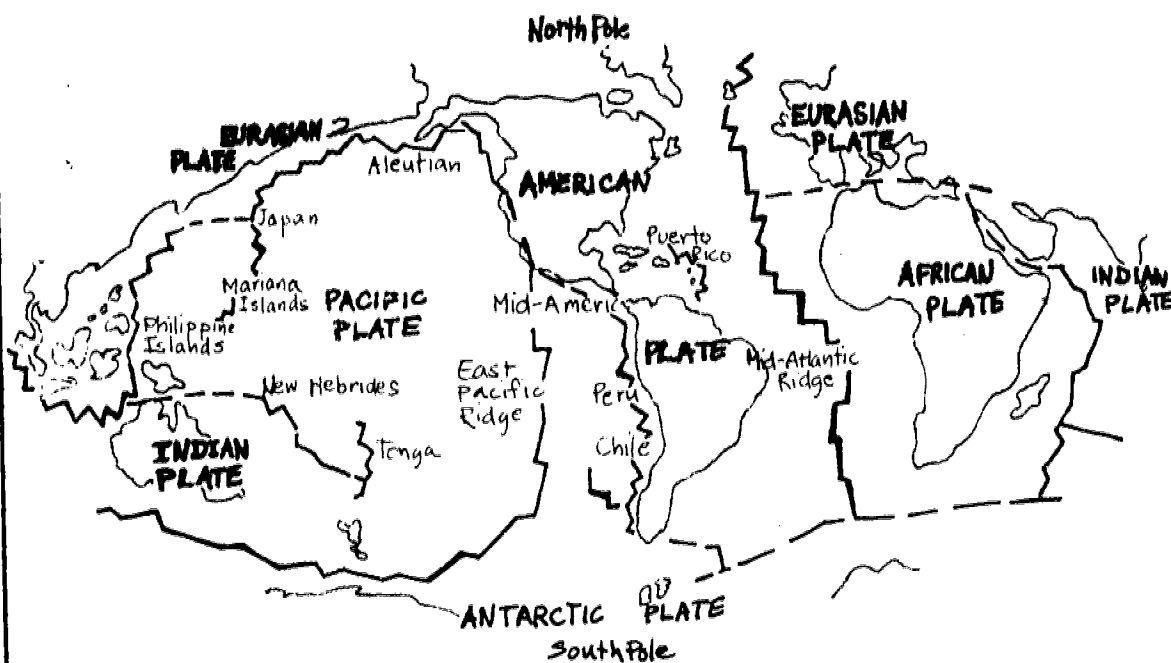 North Pole
EURASIAN
PLATE
Aleutian
AMERICAN
EURASIAN
PLATE
Japan
Puerto
Rico
Mariana
Islands
PACIFIC
PLATE
Mid-Americ
AFRICAN
PLATE
INDIAN
PLATE
Philippine
Islands
PLATE
Mid-Atlantic
Ridge
East
Pacific
Ridge
New Hebrides
Peru
Chile
Tonga
INDIAN
PLATE
ANTARCTIC PLATE
South Pole